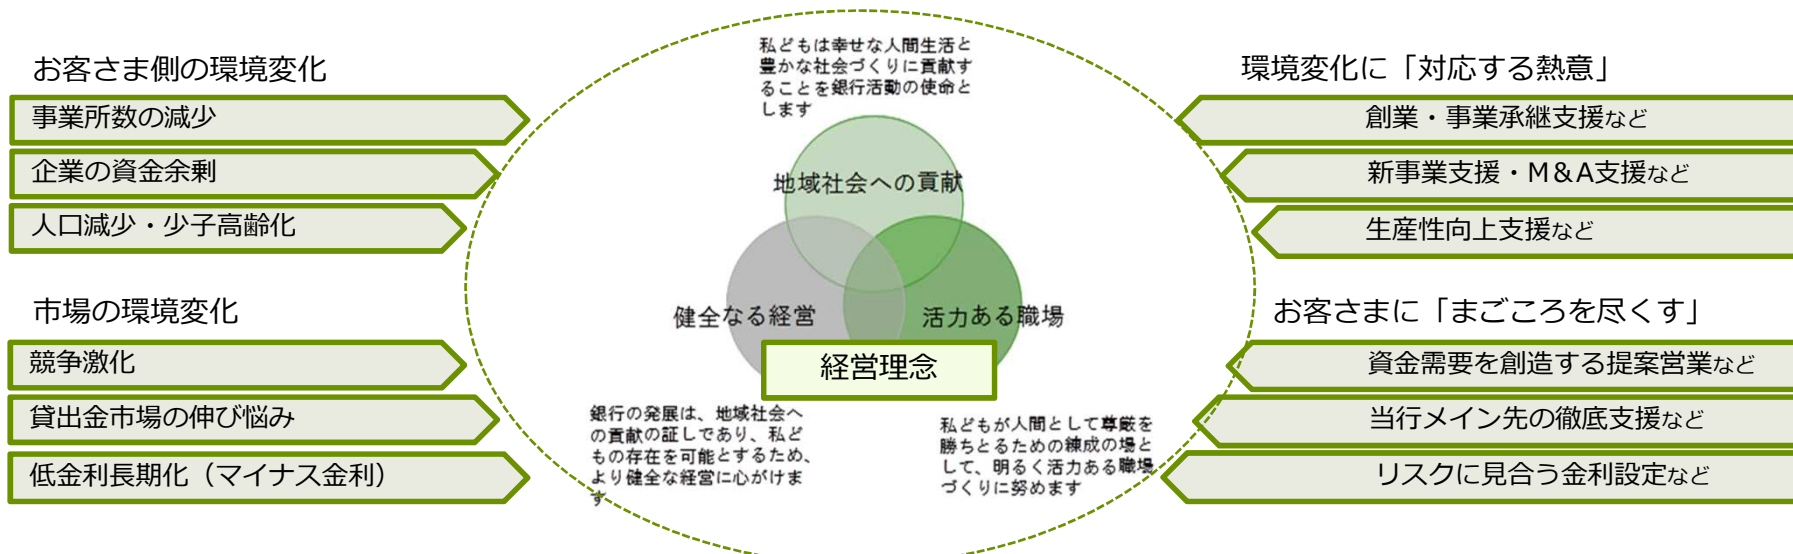 お客さま側の環境変化
事業所数の減少
企業の資金余剰
人口減少・少子高齢化
市場の環境変化
競争激化
貸出金市場の伸び悩み
低金利長期化（マイナス金利）
私どもは幸せな人間生活と
豊かな社会づくりに貢献す
ることを銀行活動の使命と
します
地域社会への貢献
健全なる経営
活力ある職場
経営理念
銀行の発展は、地域社会へ
の貢献の証しであり、私ど
もの存在を可能とするため、
より健全な経営に心がけま
す
私どもが人間として尊厳を
勝ちとるための錬成の場と
して、明るく活力ある職場
づくりに努めます
環境変化に「対応する熱意」
創業・事業承継支援など
新事業支援・M＆A支援など
生産性向上支援など
お客さまに「まごころを尽くす」
資金需要を創造する提案営業など
当行メイン先の徹底支援など
リスクに見合う金利設定など